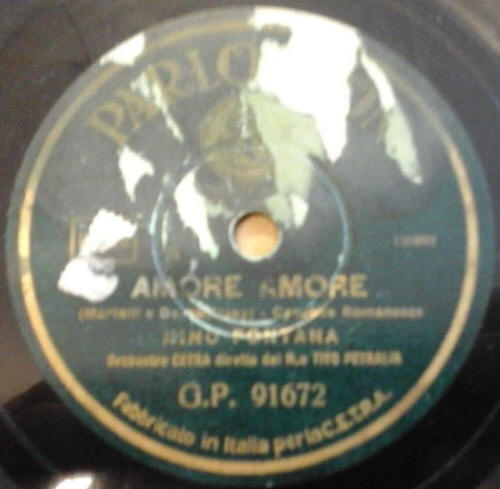 PARLO
AMORE AMORE
(Martelli e - Canzone Romanesca
NINO FONTANA
Orchestra CETRA diretta dal M.o TITO PETRALIA
G.P. 91672
Fabbricato in Italia per la C.E.T.R.A.